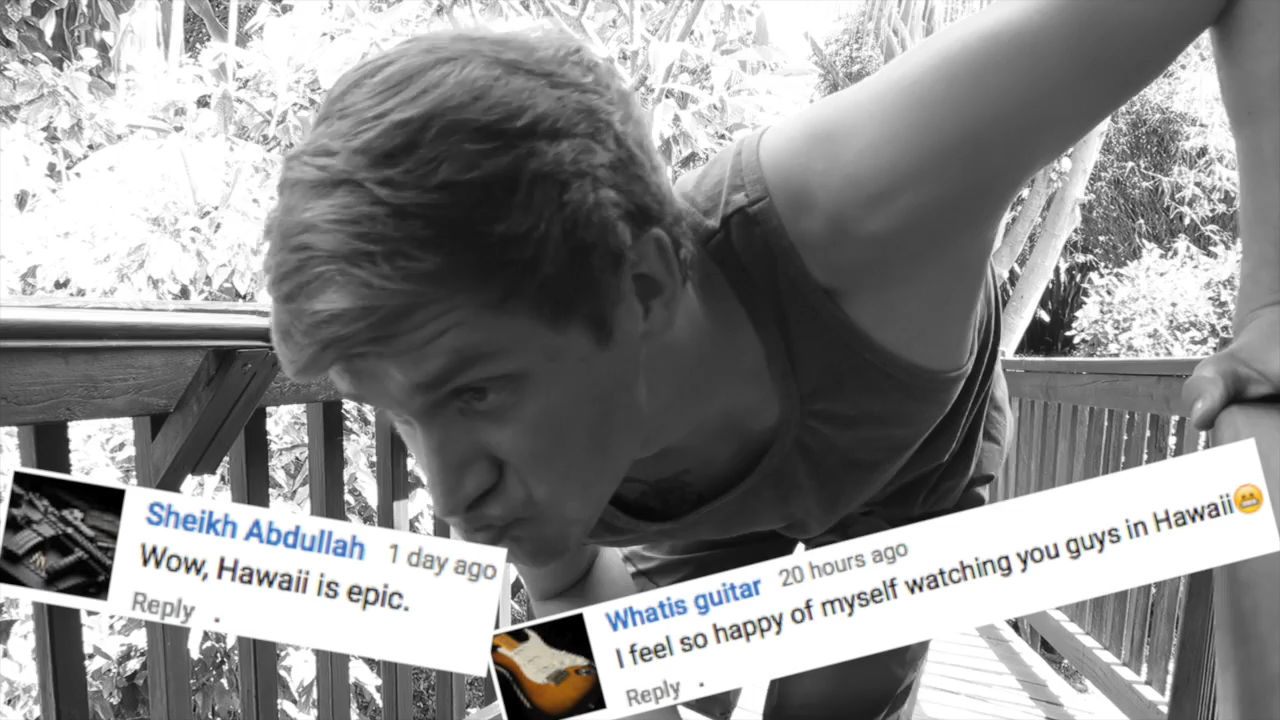 Sheikh Abdullah 1 day ago
Wow, Hawaii is epic.
Reply .
Whatis guitar 20 hours ago
I feel so happy of myself watching you guys in Hawaii😬
Reply .